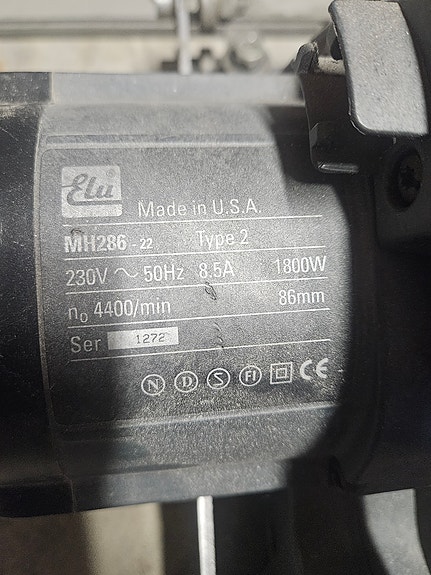 Elu Made in U.S.A.
MH286 - 22 Type 2
230V ~ 50Hz 8.5A 1800W
n₀ 4400/min 86mm
Ser 1272
N D S FI CE